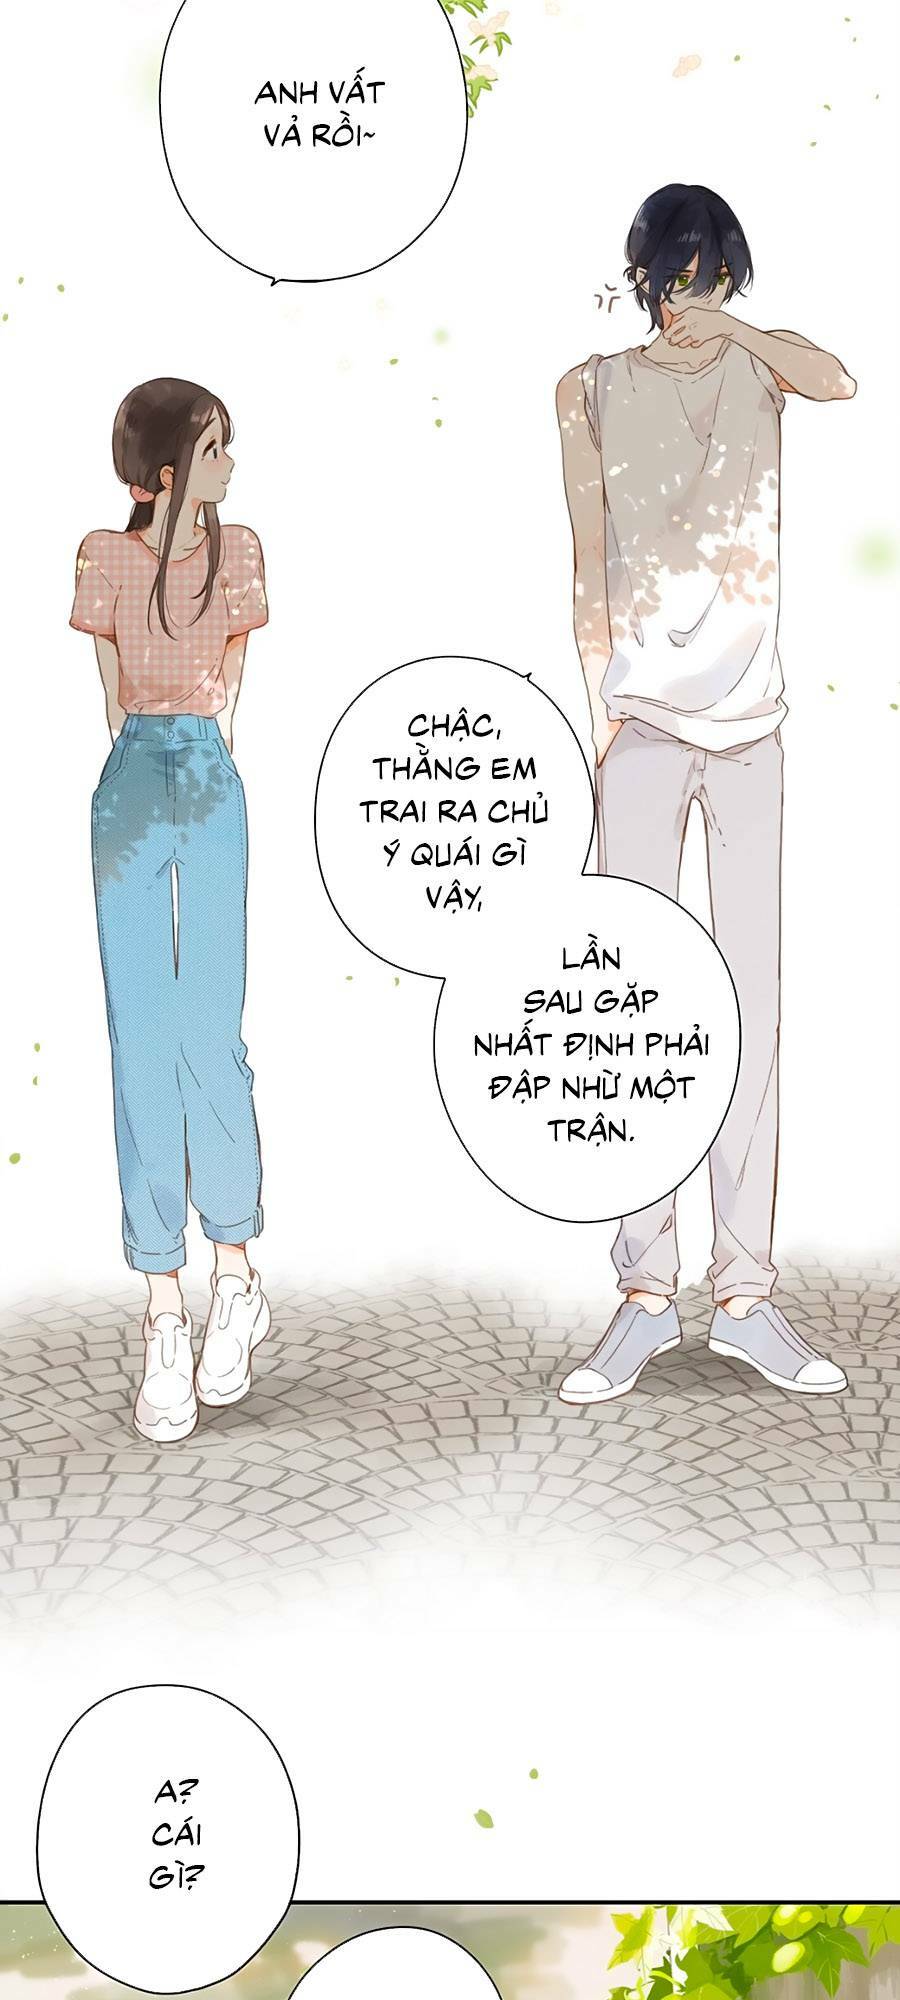 ANH VẤT
VẢ RỒI~
CHẬC,
THẰNG EM
TRAI RA CHỦ
Ý QUÁI GÌ
VẬY,
LẦN
SAU GẶP
NHẤT ĐỊNH PHẢI
ĐẬP NHỪ MỘT
TRẬN.
A?
CÁI
GÌ?